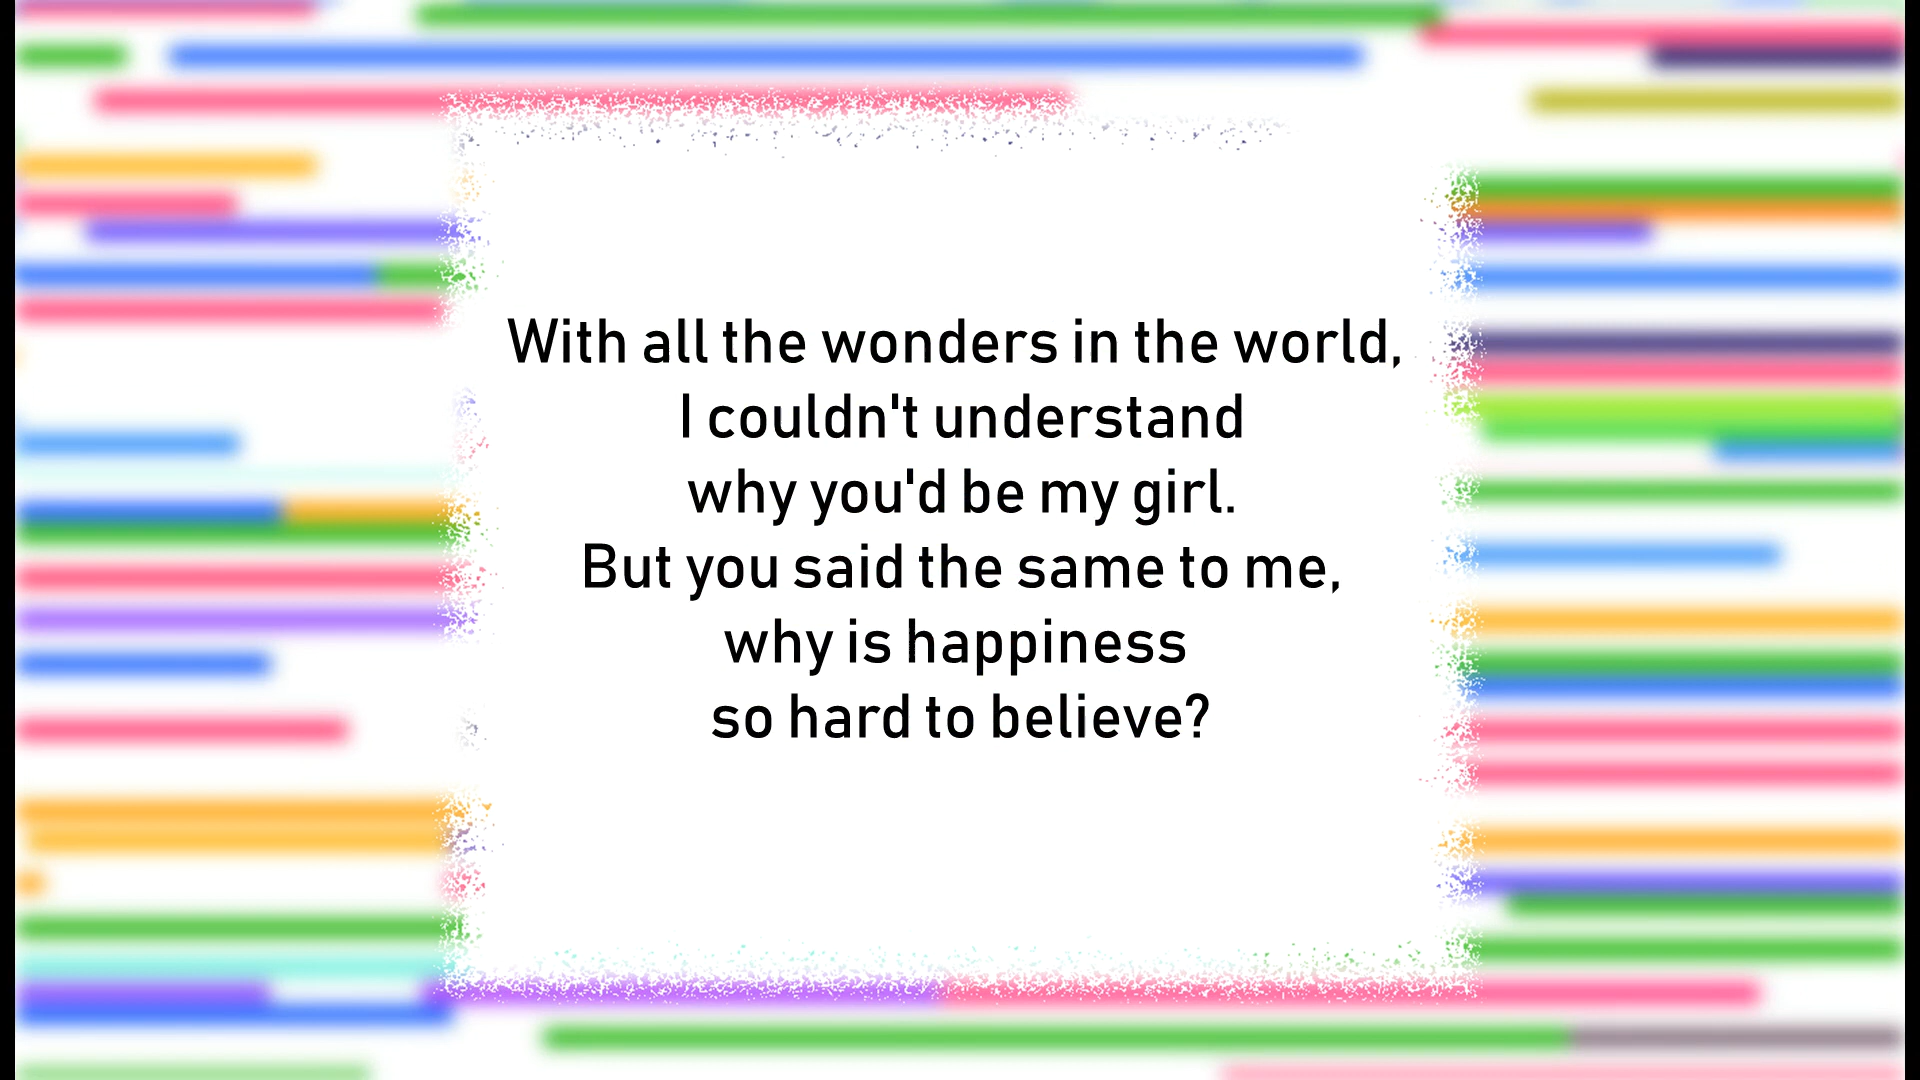 With all the wonders in the world,
I couldn't understand
why you'd be my girl.
But you said the same to me,
why is happiness
so hard to believe?